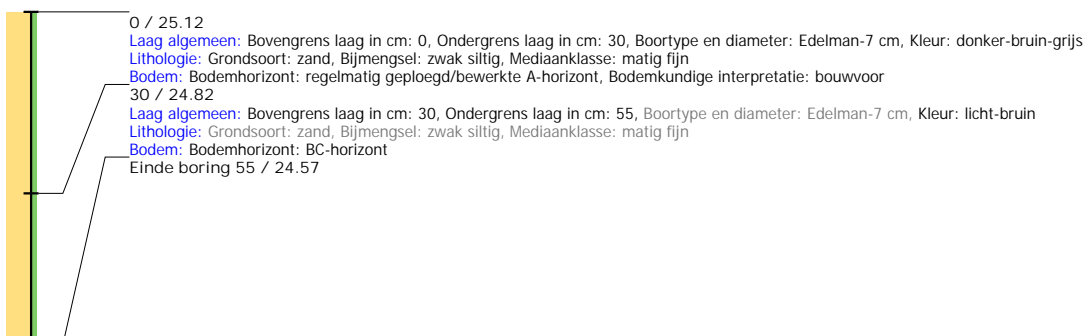 0 / 25.12
Laag algemeen: Bovengrens laag in cm: 0, Ondergrens laag in cm: 30, Boortype en diameter: Edelman-7 cm, Kleur: donker-bruin-grijs
Lithologie: Grondsoort: zand, Bijmengsel: zwak siltig, Mediaanklasse: matig fijn
Bodem: Bodemhorizont: regelmatig geploegd/bewerkte A-horizont, Bodemkundige interpretatie: bouwvoor
30 / 24.82
Laag algemeen: Bovengrens laag in cm: 30, Ondergrens laag in cm: 55, Boortype en diameter: Edelman-7 cm, Kleur: licht-bruin
Lithologie: Grondsoort: zand, Bijmengsel: zwak siltig, Mediaanklasse: matig fijn
Bodem: Bodemhorizont: BC-horizont
Einde boring 55 / 24.57